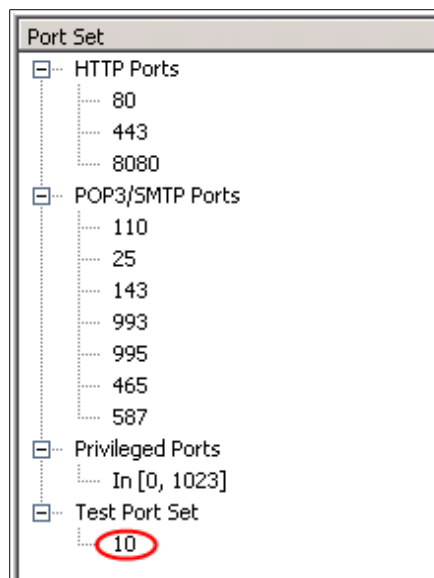 Port Set
HTTP Ports
80
443
8080
POP3/SMTP Ports
110
25
143
993
995
465
587
Privileged Ports
In [0, 1023]
Test Port Set
10